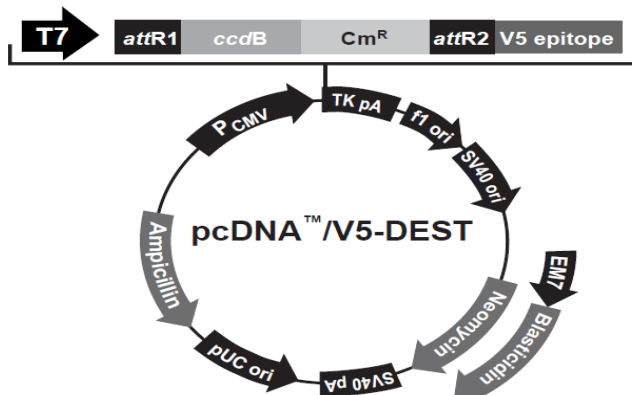 T7 attR1 ccdB Cmᴿ attR2 V5 epitope
PCMV
TK pA
f1 ori
SV40 ori
pcDNA™/V5-DEST
Ampicillin
EM7
Neomycin
Blasticidin
pUC ori
SV40 pA